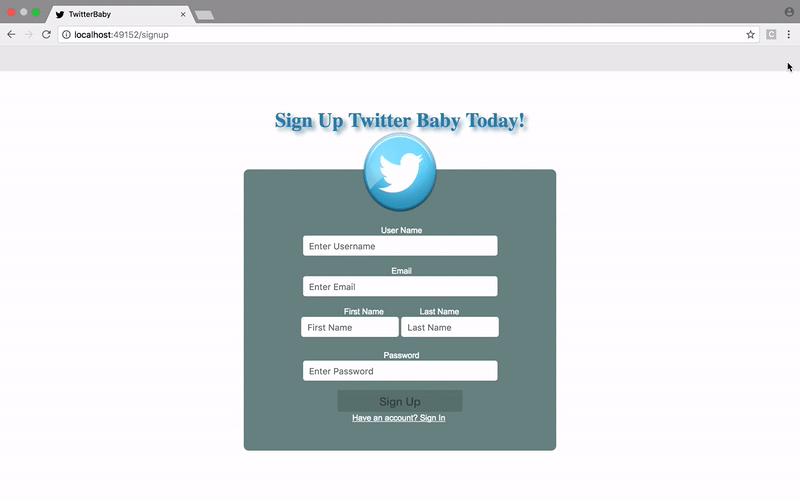 TwitterBaby
localhost:49152/signup
Sign Up Twitter Baby Today!
User Name
Enter Username
Email
Enter Email
First Name Last Name
First Name Last Name
Password
Enter Password
Sign Up
Have an account? Sign In